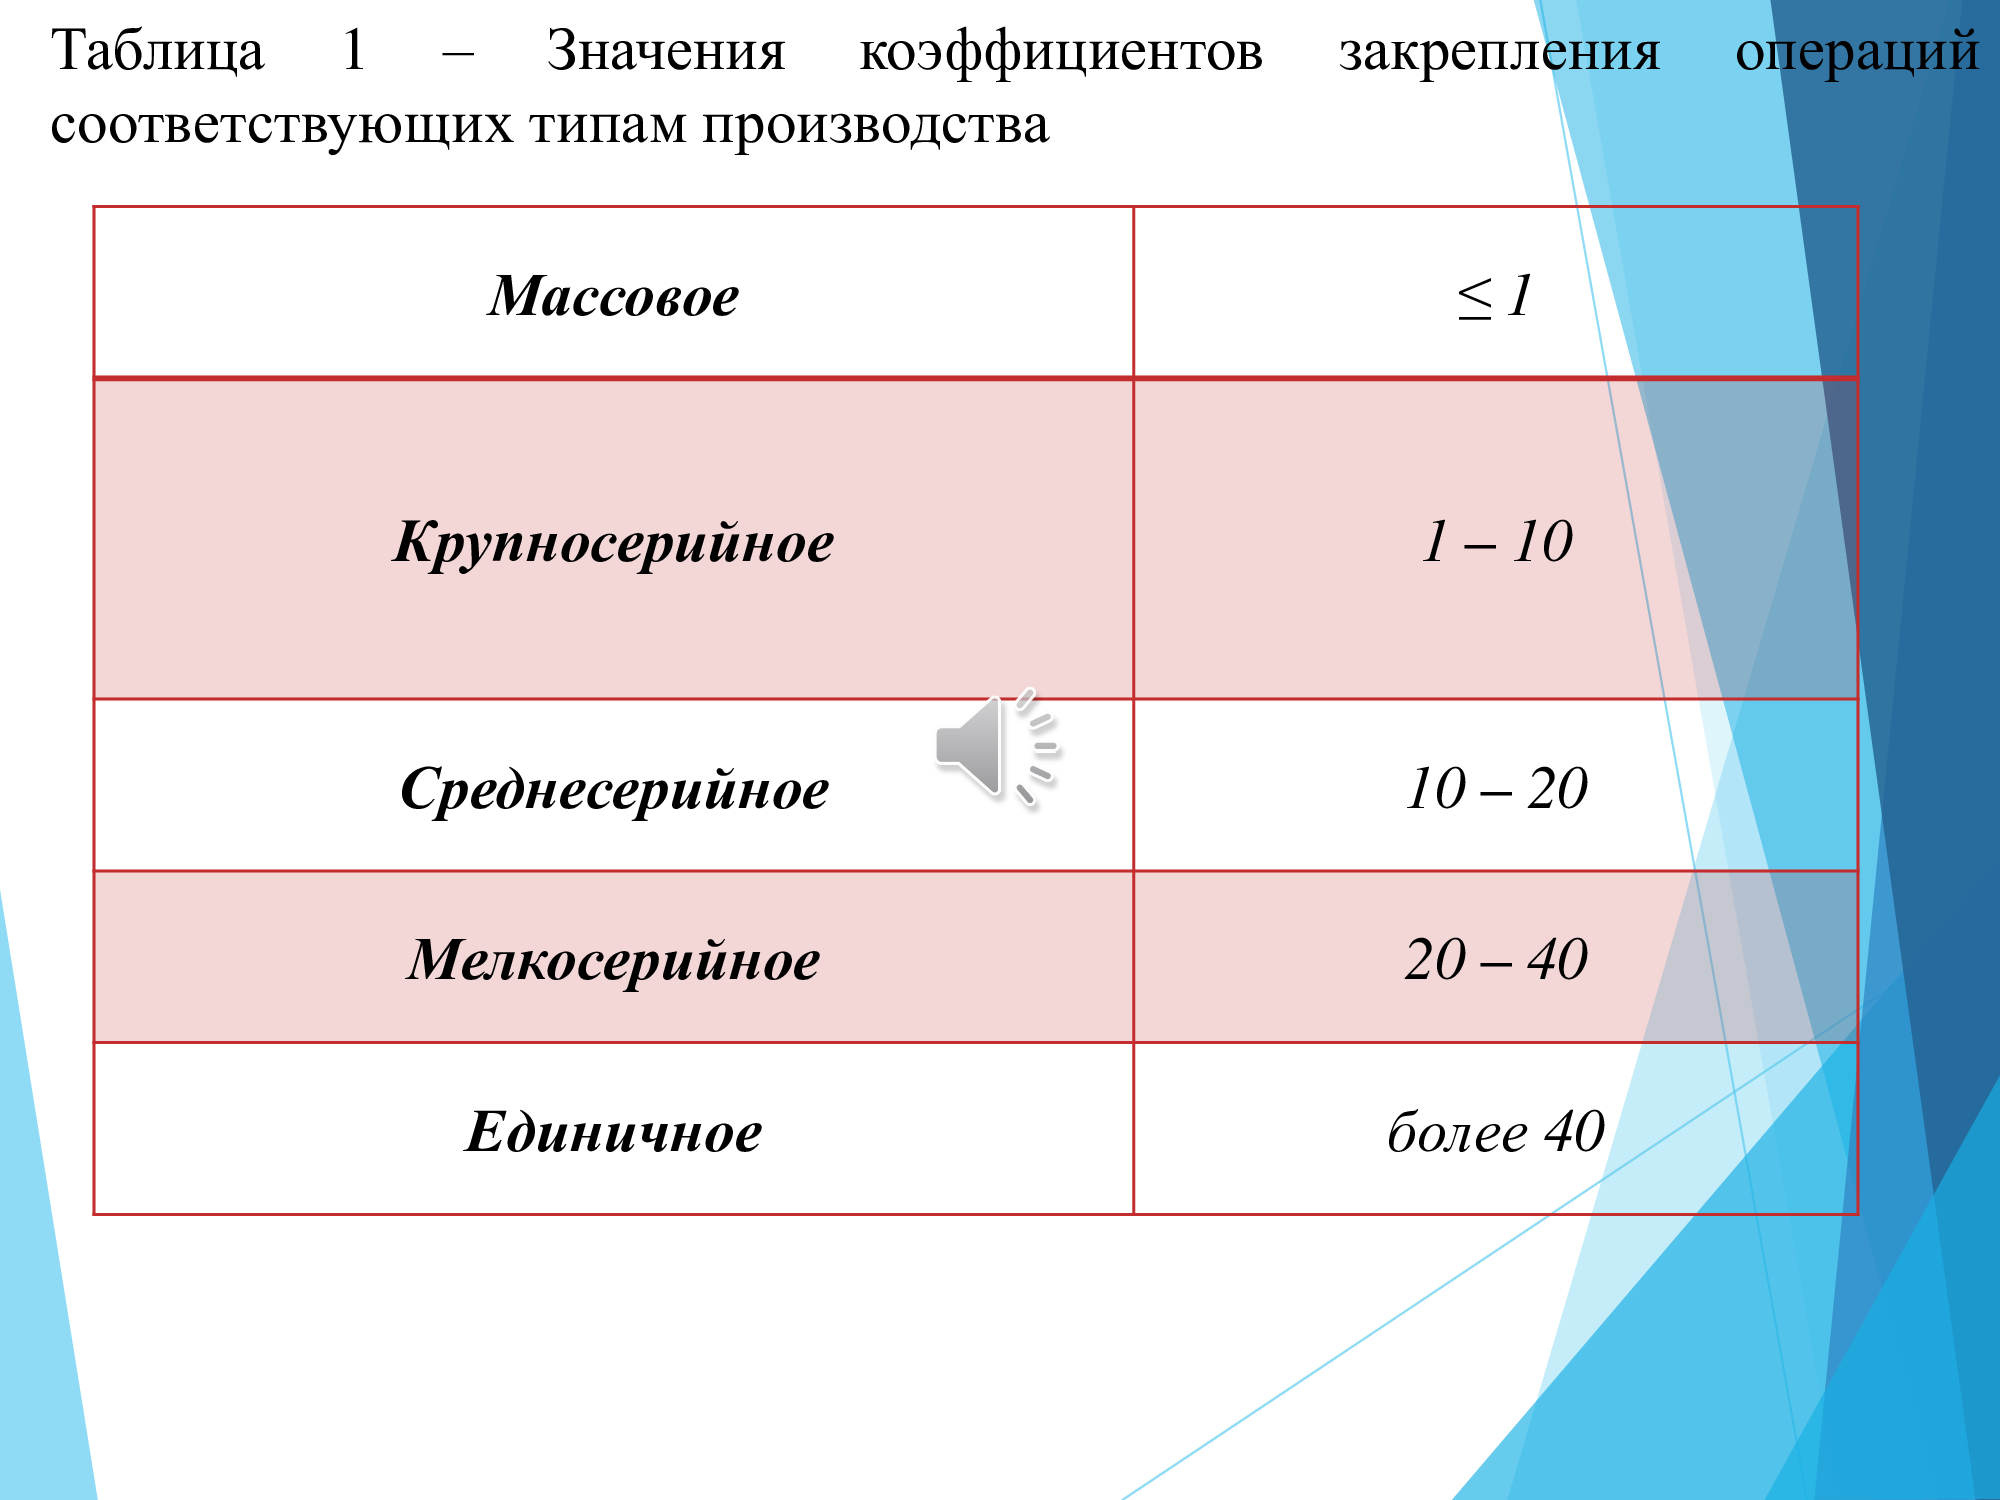 Таблица 1 – Значения коэффициентов закрепления операций
соответствующих типам производства
Массовое ≤ 1
Крупносерийное 1 – 10
Среднесерийное 10 – 20
Мелкосерийное 20 – 40
Единичное более 40